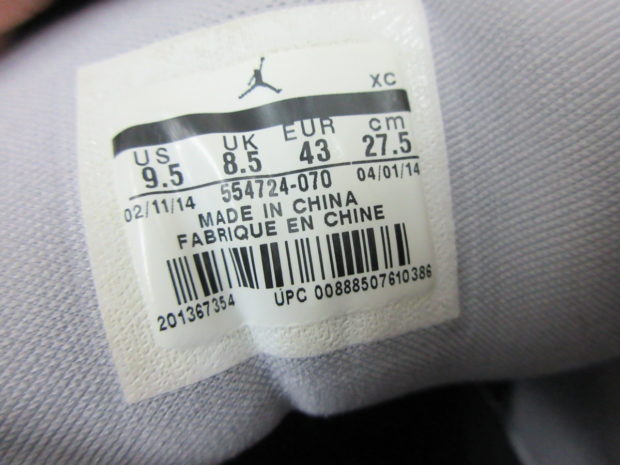 XC
US UK EUR cm
9.5 8.5 43 27.5
02/11/14 554724-070 04/01/14
MADE IN CHINA
FABRIQUE EN CHINE
201367354 UPC 00888507610386